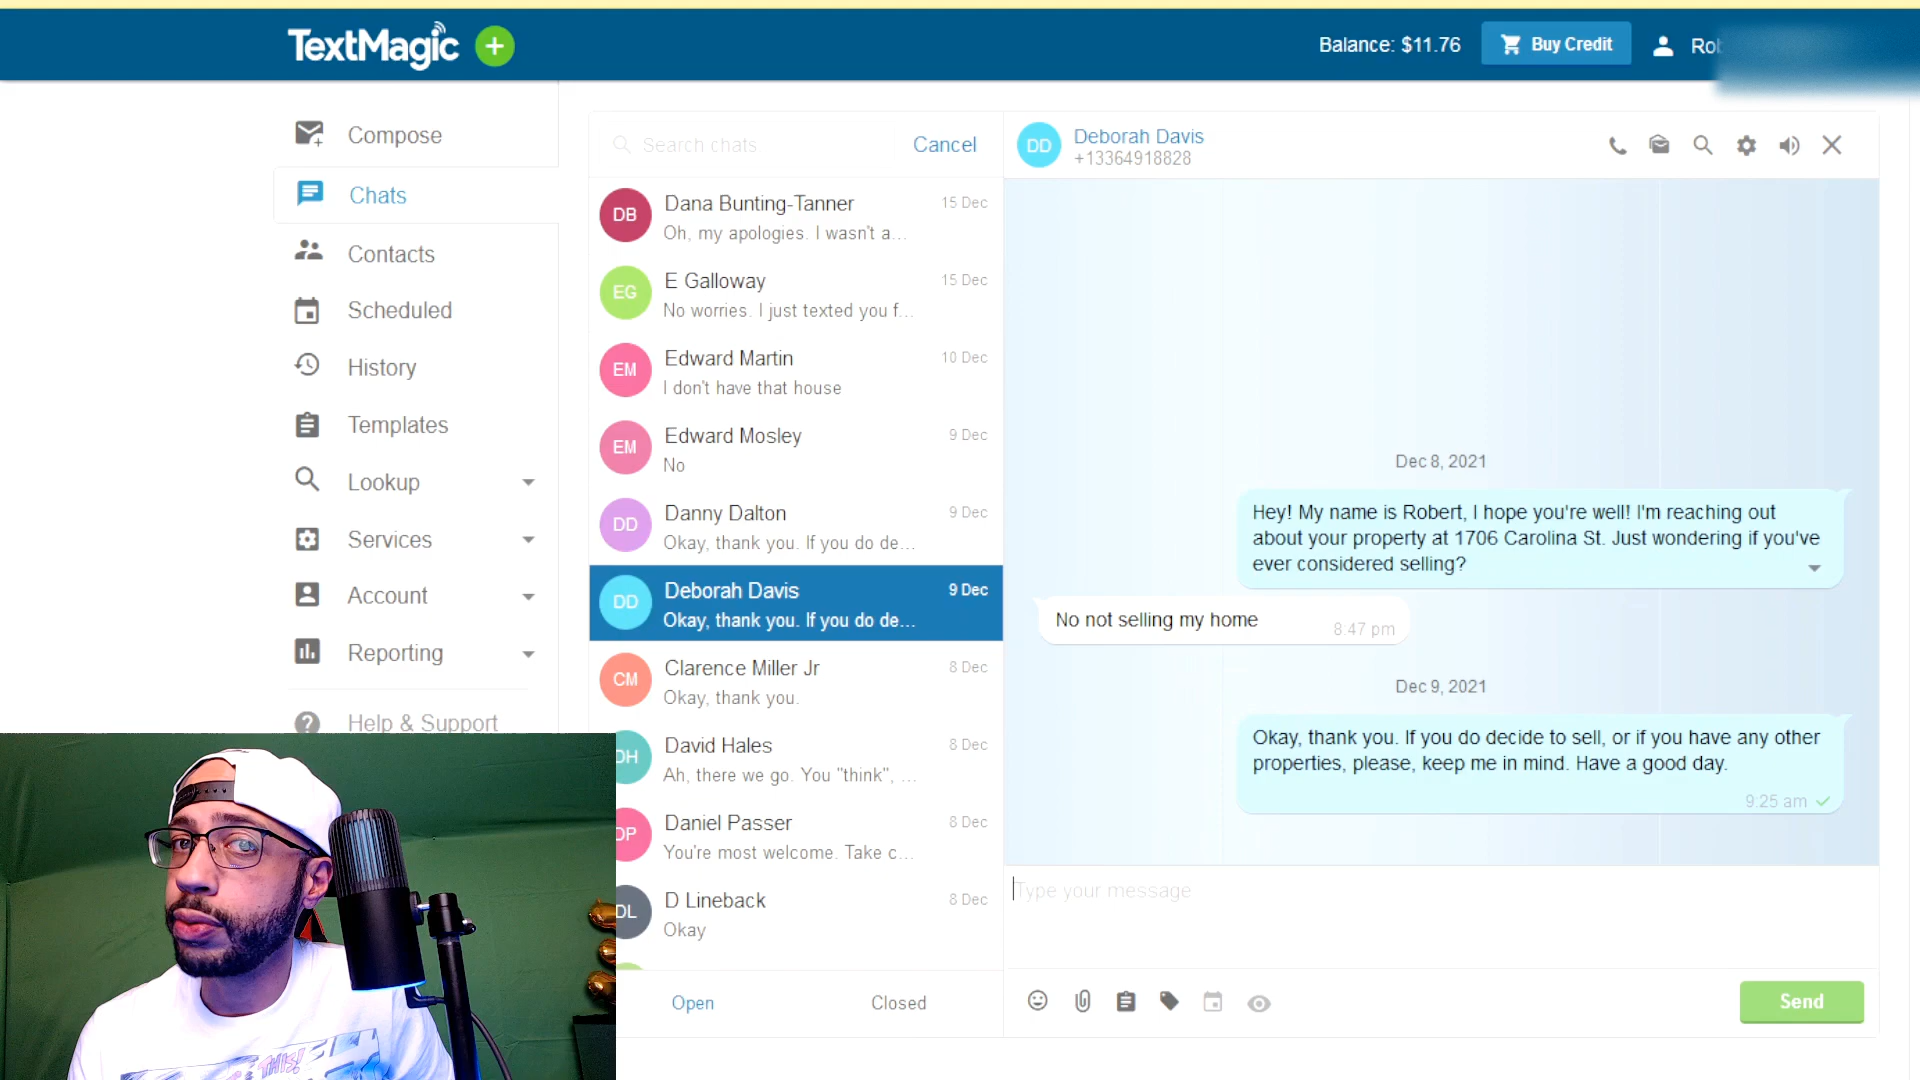 TextMagic
Balance: $11.76
Buy Credit
Rob
Compose
Chats
Contacts
Scheduled
History
Templates
Lookup
Services
Account
Reporting
Help & Support
Search chats
Cancel
DB
Dana Bunting-Tanner
15 Dec
Oh, my apologies. I wasn't a...
EG
E Galloway
15 Dec
No worries. I just texted you f...
EM
Edward Martin
10 Dec
I don't have that house
EM
Edward Mosley
9 Dec
No
DD
Danny Dalton
9 Dec
Okay, thank you. If you do de...
DD
Deborah Davis
9 Dec
Okay, thank you. If you do de...
CM
Clarence Miller Jr
8 Dec
Okay, thank you.
DH
David Hales
8 Dec
Ah, there we go. You "think", ...
DP
Daniel Passer
8 Dec
You're most welcome. Take c...
DL
D Lineback
8 Dec
Okay
Open
Closed
DD
Deborah Davis
+13364918828
Dec 8, 2021
Hey! My name is Robert, I hope you're well! I'm reaching out
about your property at 1706 Carolina St. Just wondering if you've
ever considered selling?
No not selling my home
8:47 pm
Dec 9, 2021
Okay, thank you. If you do decide to sell, or if you have any other
properties, please, keep me in mind. Have a good day.
9:25 am
Type your message
Send
THIS!